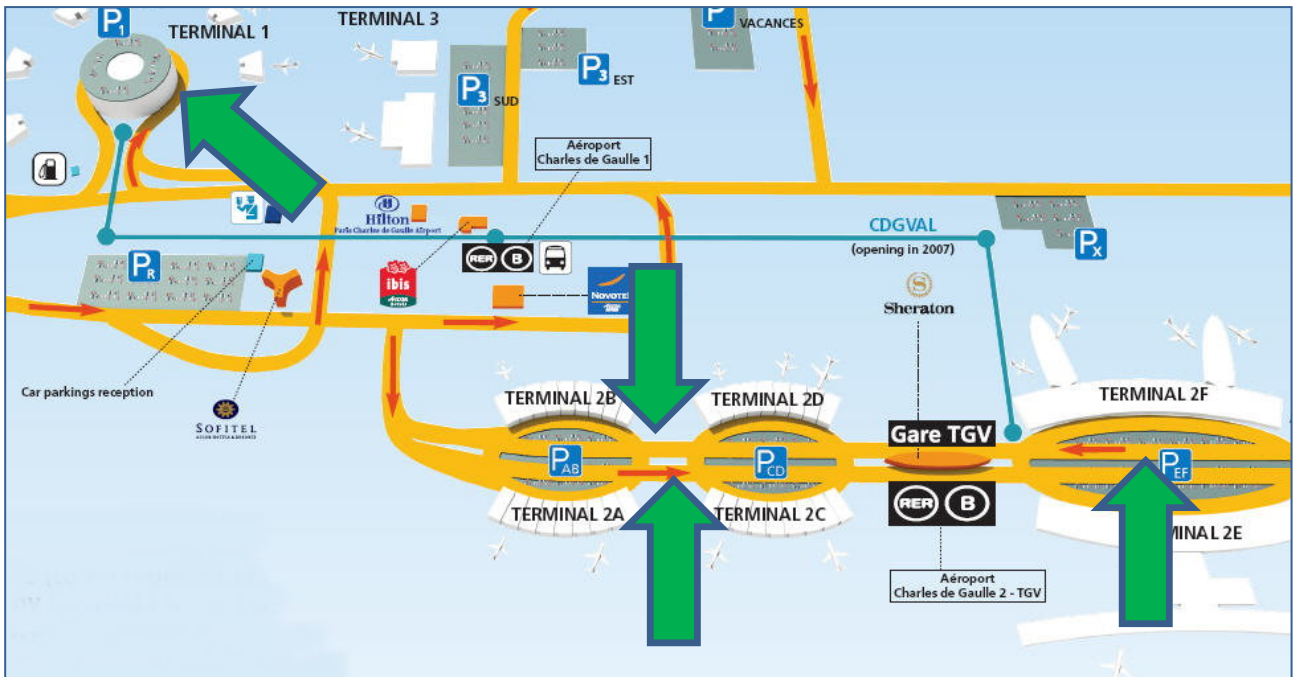 P1
TERMINAL 1
TERMINAL 3
P
VACANCES
P3
EST
P3
SUD
Aéroport
Charles de Gaulle 1
Hilton
Paris Charles de Gaulle Airport
CDGVAL
(opening in 2007)
PX
PR
RER B
ibis
NOVOTEL
Sheraton
Car parkings reception
SOFITEL
TERMINAL 2B
TERMINAL 2D
TERMINAL 2F
Gare TGV
PAB
PCD
PEF
RER B
TERMINAL 2A
TERMINAL 2C
MINAL 2E
Aéroport
Charles de Gaulle 2 - TGV